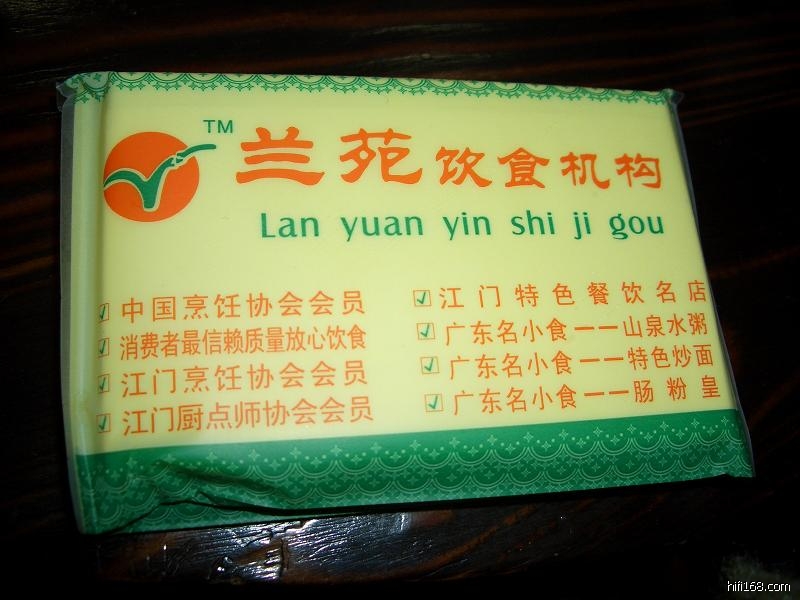 TM
兰苑饮食机构
Lan yuan yin shi ji gou
中国烹饪协会会员
消费者最信赖质量放心饮食
江门烹饪协会会员
江门厨点师协会会员
江门特色餐饮名店
广东名小食——山泉水粥
广东名小食——特色炒面
广东名小食——肠粉皇
hifi168.com